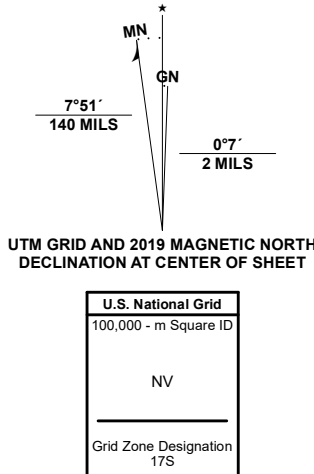 ★
MN
GN
7°51´
140 MILS
0°7´
2 MILS
UTM GRID AND 2019 MAGNETIC NORTH
DECLINATION AT CENTER OF SHEET
U.S. National Grid
100,000 - m Square ID
NV
Grid Zone Designation
17S